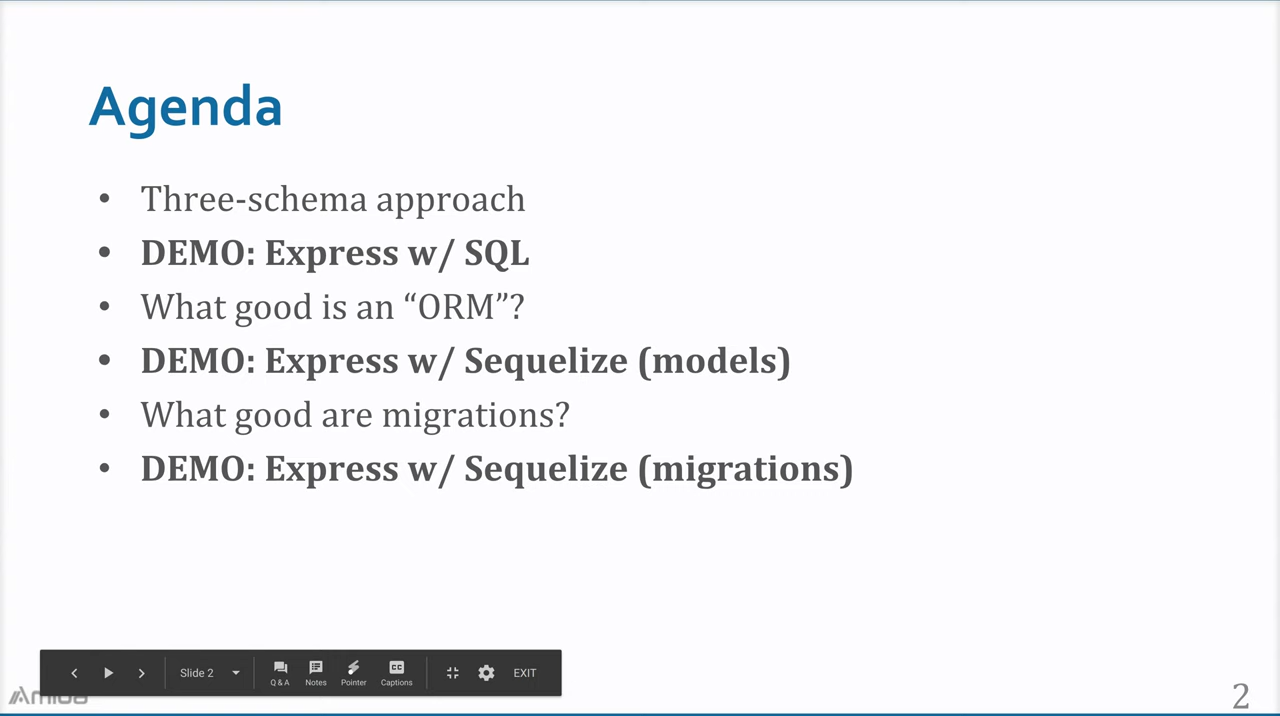 Agenda
• Three-schema approach
• DEMO: Express w/ SQL
• What good is an “ORM”?
• DEMO: Express w/ Sequelize (models)
• What good are migrations?
• DEMO: Express w/ Sequelize (migrations)
Slide 2
Q & A Notes Pointer Captions
EXIT
Amida
2